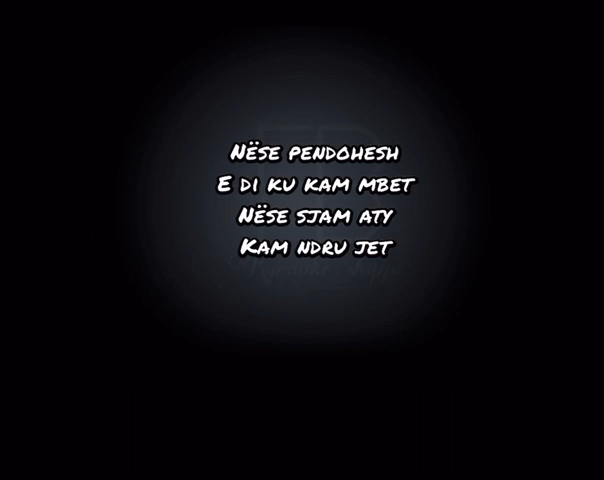 NËSE PENDOHESH
E DI KU KAM MBET
NËSE SJAM ATY
KAM NDRU JET